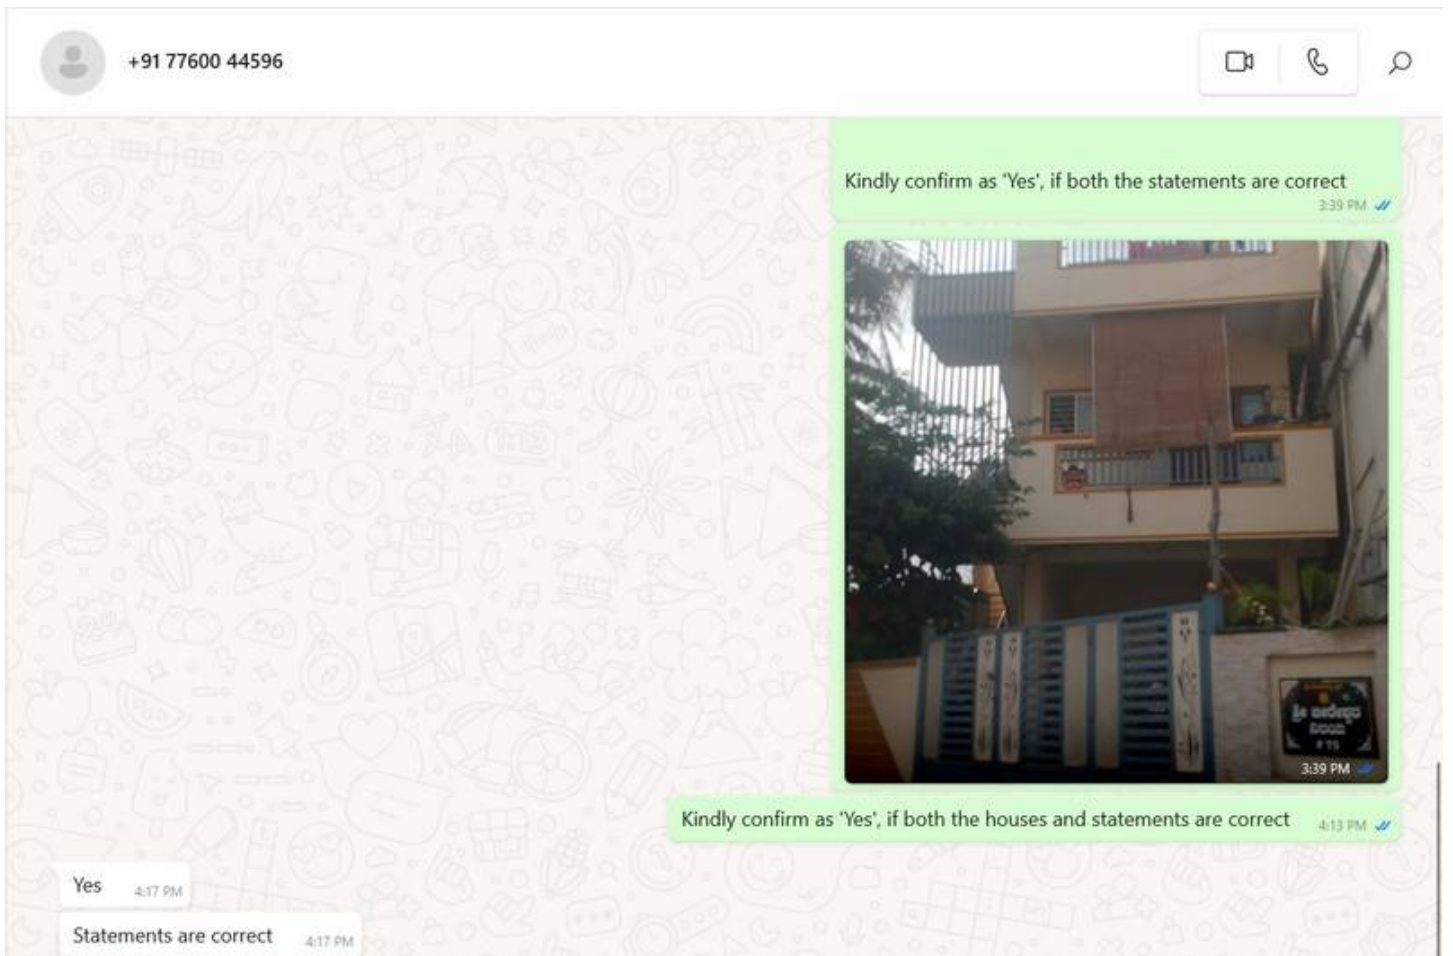 +91 77600 44596
Kindly confirm as 'Yes', if both the statements are correct
3:39 PM
ಶ್ರೀ
ನಿಲಯ
# 75
3:39 PM
Kindly confirm as 'Yes', if both the houses and statements are correct
4:13 PM
Yes
4:17 PM
Statements are correct
4:17 PM